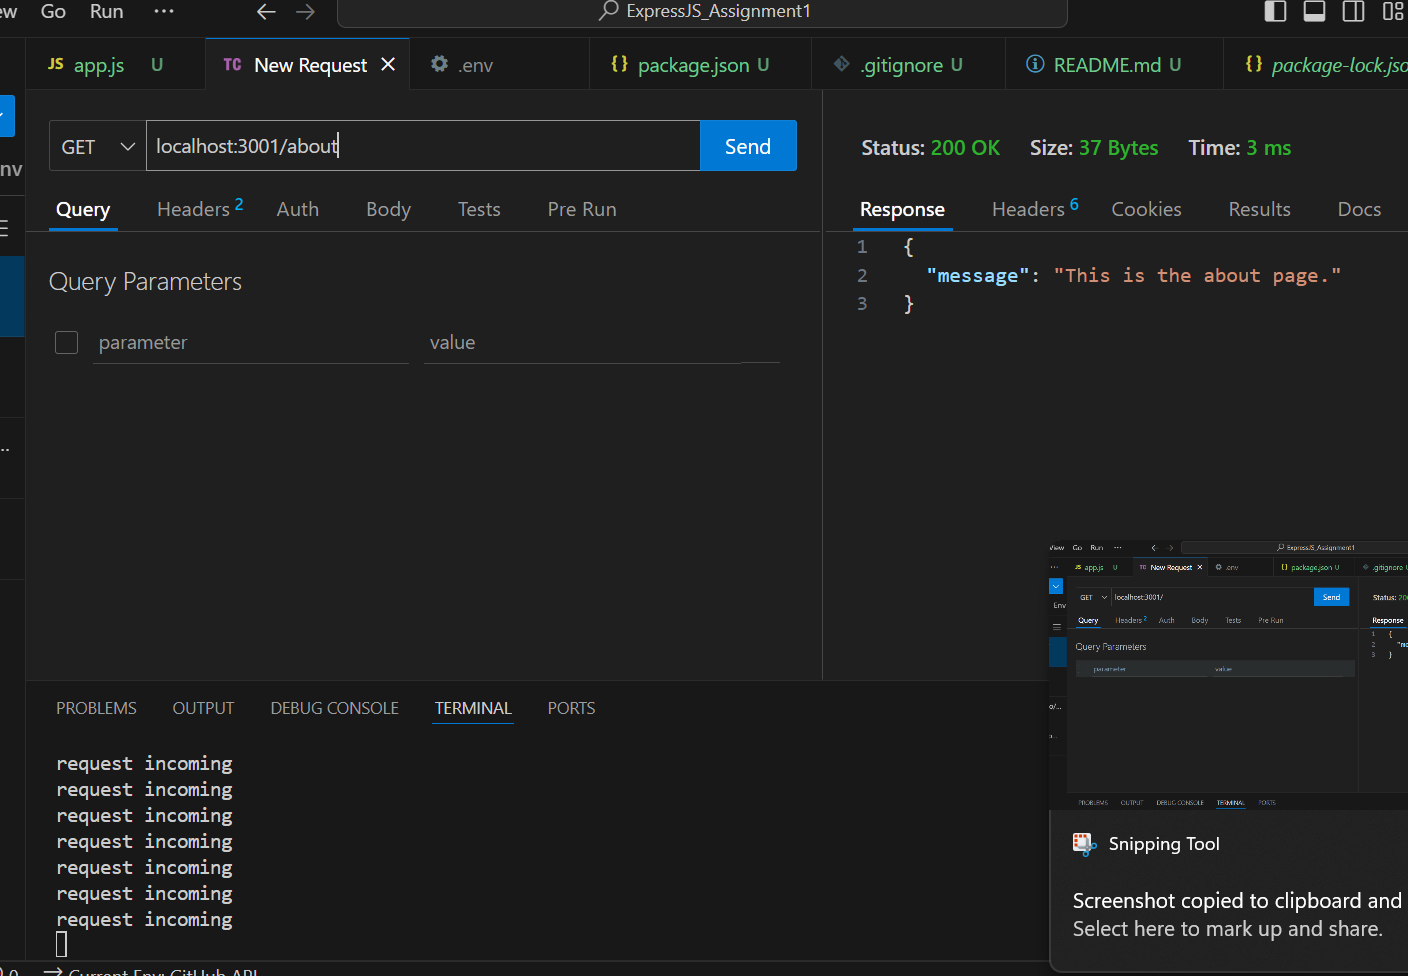 Go Run ··· ExpressJS_Assignment1
JS app.js U TC New Request .env {} package.json U .gitignore U README.md U {} package-lock.jso
GET localhost:3001/about Send
Query Headers 2 Auth Body Tests Pre Run
Query Parameters
parameter value
Status: 200 OK Size: 37 Bytes Time: 3 ms
Response Headers 6 Cookies Results Docs
1 {
2 "message": "This is the about page."
3 }
PROBLEMS OUTPUT DEBUG CONSOLE TERMINAL PORTS
request incoming
request incoming
request incoming
request incoming
request incoming
request incoming
request incoming
View Go Run ··· ExpressJS_Assignment1
JS app.js U TC New Request .env {} package.json U .gitignore U
Env
GET localhost:3001/ Send Status: 20
Query Headers 2 Auth Body Tests Pre Run Response
Query Parameters
parameter value
1 {
2
3 }
PROBLEMS OUTPUT DEBUG CONSOLE TERMINAL PORTS
Snipping Tool
Screenshot copied to clipboard and
Select here to mark up and share.
Current Env: GitHub API